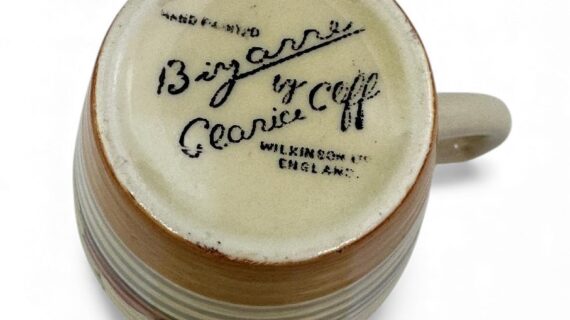 HAND PAINTED
Bizarre
by
Clarice Cliff
WILKINSON LTD
ENGLAND.